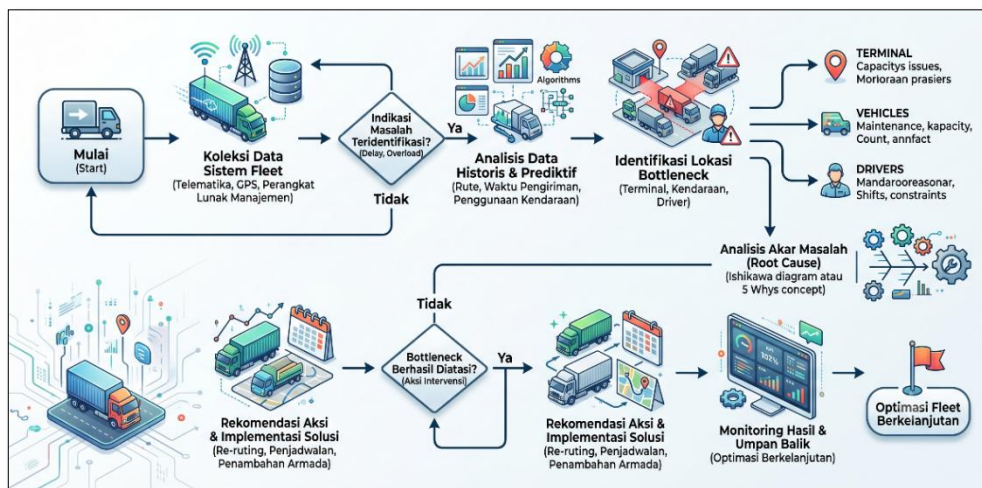 Mulai
(Start)
Koleksi Data
Sistem Fleet
(Telematika, GPS, Perangkat
Lunak Manajemen)
Indikasi
Masalah
Teridentifikasi?
(Delay, Overload)
Ya
Tidak
Algorithms
Analisis Data
Historis & Prediktif
(Rute, Waktu Pengiriman,
Penggunaan Kendaraan)
Identifikasi Lokasi
Bottleneck
(Terminal, Kendaraan,
Driver)
TERMINAL
Capacitys issues,
Morioraan prasiers
VEHICLES
Maintenance, kapacity,
Count, annfact
DRIVERS
Mandarooreasonar,
Shifts, constraints
Analisis Akar Masalah
(Root Cause)
(Ishikawa diagram atau
5 Whys concept)
Rekomendasi Aksi
& Implementasi Solusi
(Re-ruting, Penjadwalan,
Penambahan Armada)
Tidak
Bottleneck
Berhasil Diatasi?
(Aksi Intervensi)
Ya
Rekomendasi Aksi
& Implementasi Solusi
(Re-ruting, Penjadwalan,
Penambahan Armada)
Monitoring Hasil &
Umpan Balik
(Optimasi Berkelanjutan)
Optimasi Fleet
Berkelanjutan